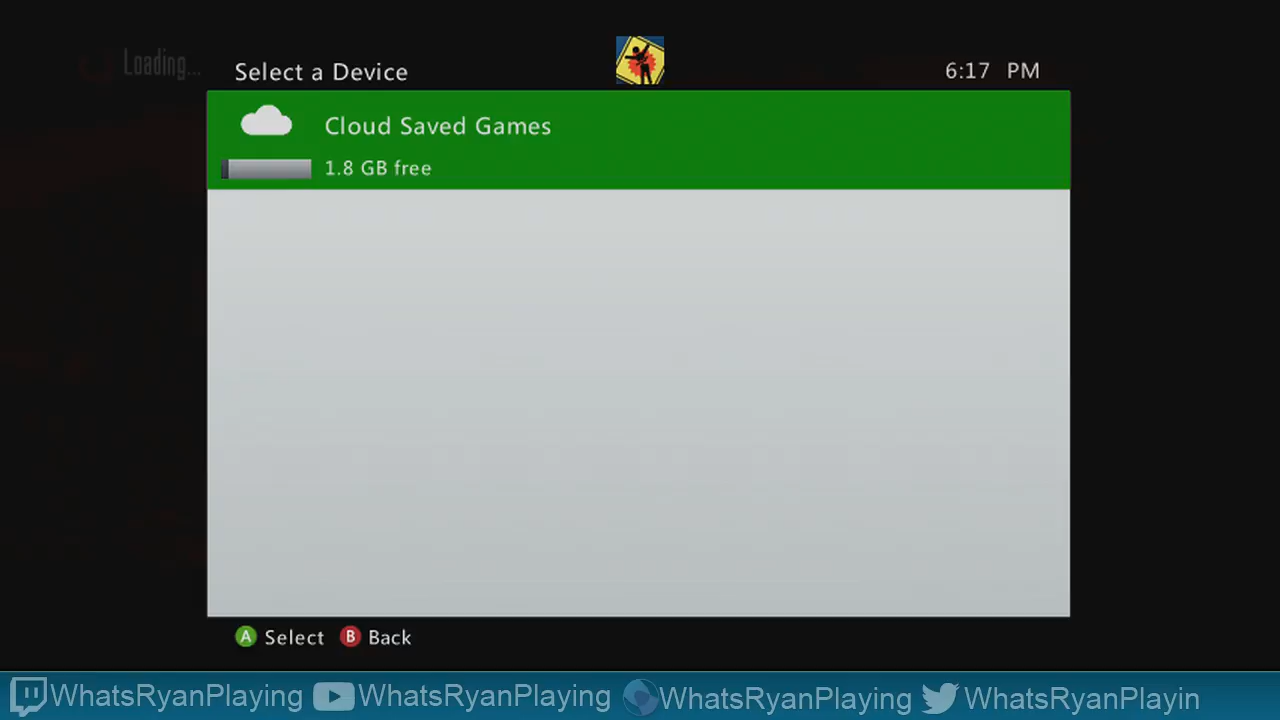 Loading...
Select a Device
6:17 PM
Cloud Saved Games
1.8 GB free
A Select B Back
WhatsRyanPlaying WhatsRyanPlaying WhatsRyanPlaying WhatsRyanPlayin